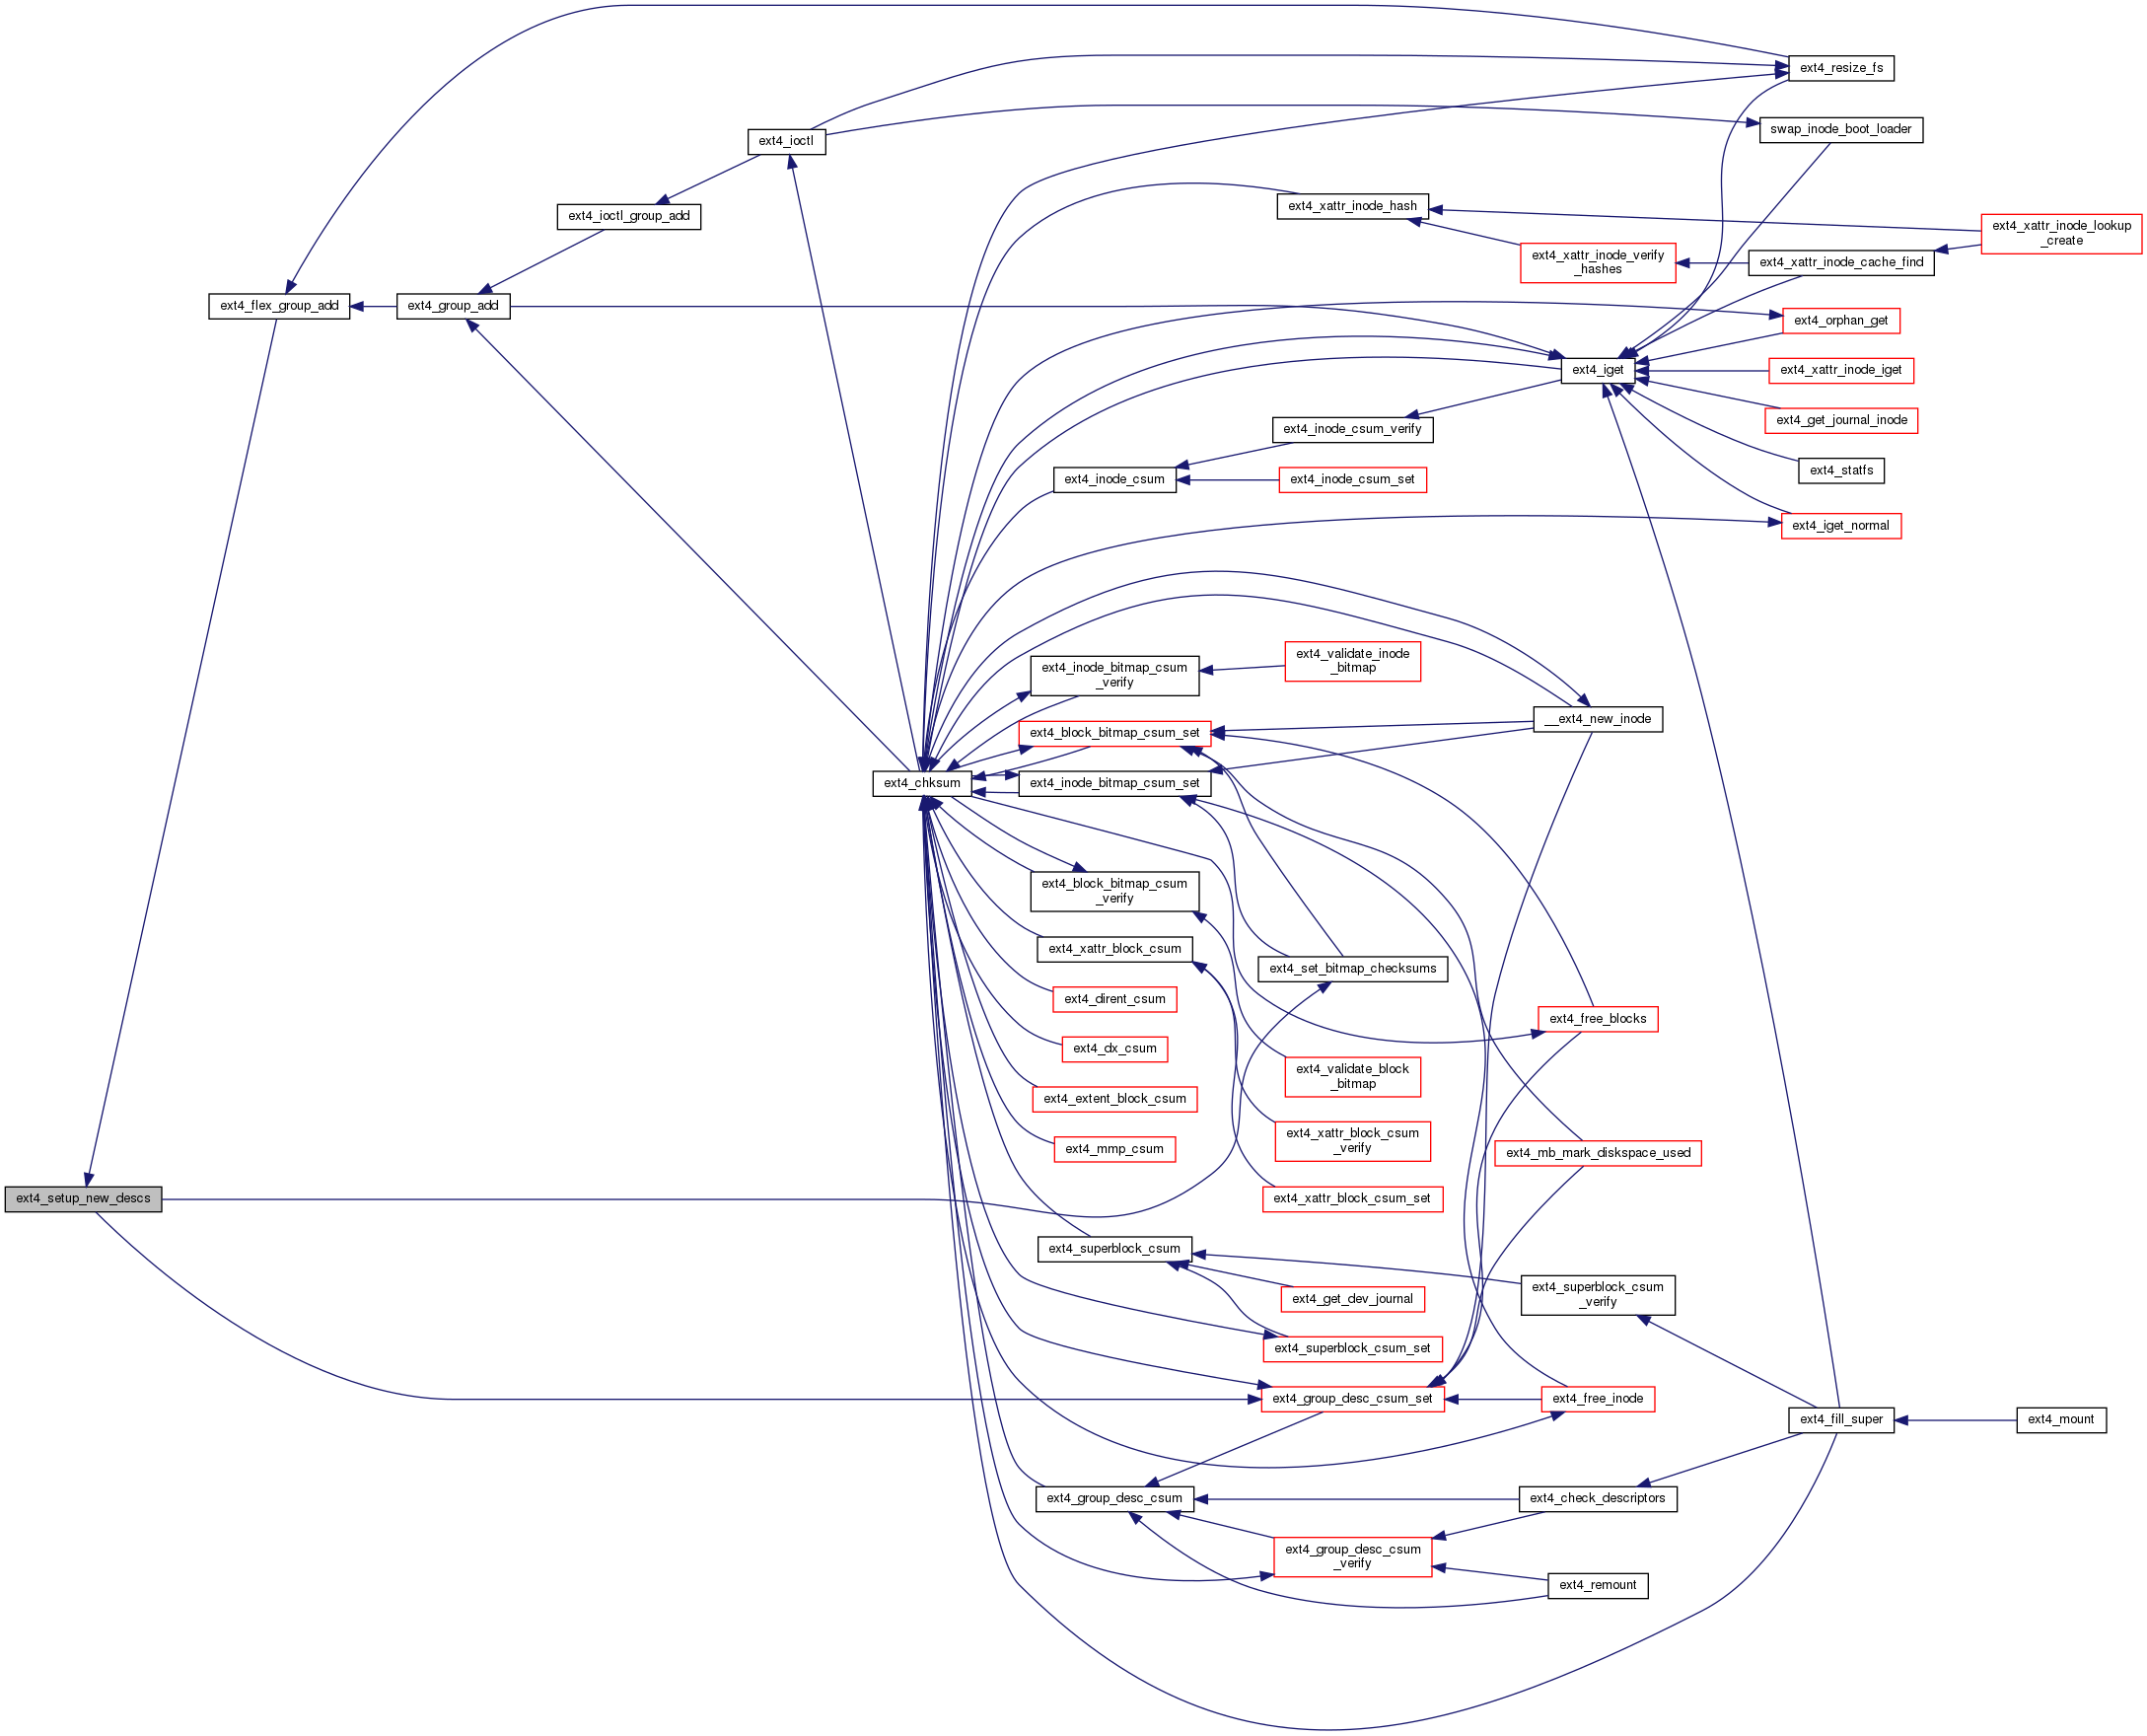 ext4_resize_fs
swap_inode_boot_loader
ext4_ioctl
ext4_xattr_inode_hash
ext4_ioctl_group_add
ext4_xattr_inode_lookup
_create
ext4_xattr_inode_verify
_hashes
ext4_xattr_inode_cache_find
ext4_flex_group_add
ext4_group_add
ext4_orphan_get
ext4_iget
ext4_xattr_inode_iget
ext4_get_journal_inode
ext4_inode_csum_verify
ext4_statfs
ext4_inode_csum
ext4_inode_csum_set
ext4_iget_normal
ext4_inode_bitmap_csum
_verify
ext4_validate_inode
_bitmap
__ext4_new_inode
ext4_block_bitmap_csum_set
ext4_chksum
ext4_inode_bitmap_csum_set
ext4_block_bitmap_csum
_verify
ext4_xattr_block_csum
ext4_set_bitmap_checksums
ext4_dirent_csum
ext4_free_blocks
ext4_dx_csum
ext4_validate_block
_bitmap
ext4_extent_block_csum
ext4_mmp_csum
ext4_xattr_block_csum
_verify
ext4_mb_mark_diskspace_used
ext4_setup_new_descs
ext4_xattr_block_csum_set
ext4_superblock_csum
ext4_get_dev_journal
ext4_superblock_csum
_verify
ext4_superblock_csum_set
ext4_group_desc_csum_set
ext4_free_inode
ext4_fill_super
ext4_mount
ext4_group_desc_csum
ext4_check_descriptors
ext4_group_desc_csum
_verify
ext4_remount